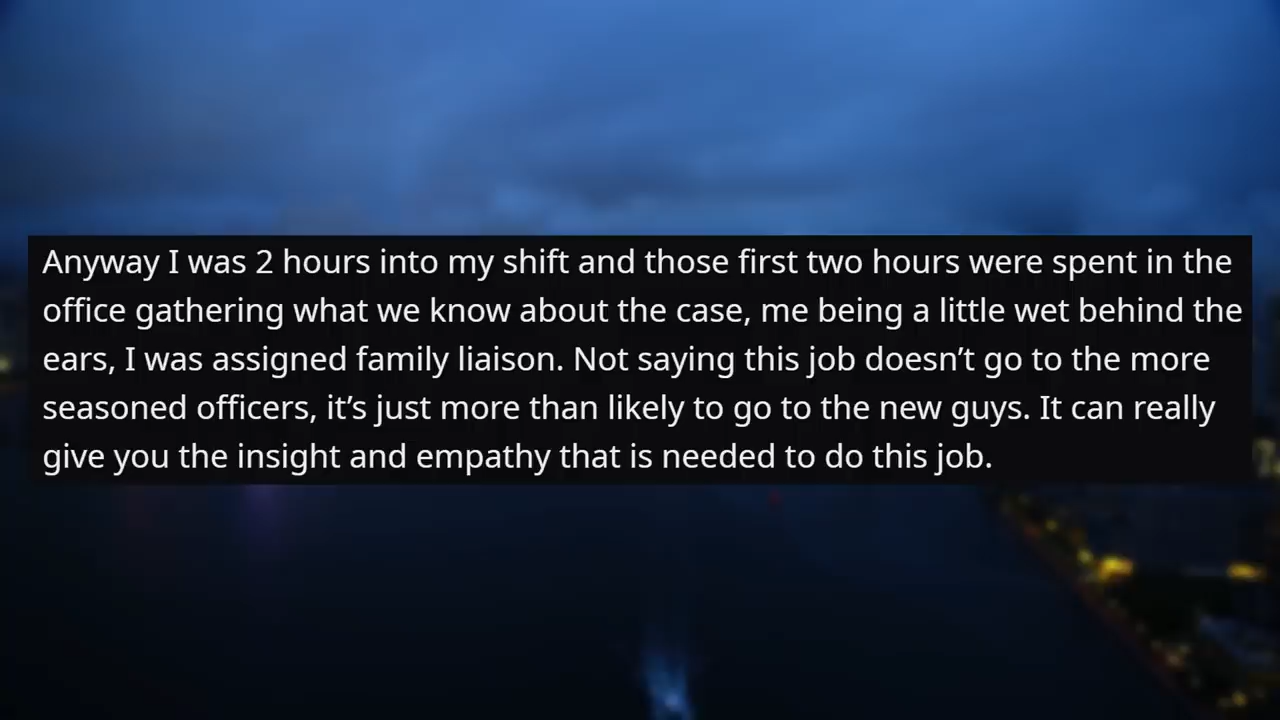 Anyway I was 2 hours into my shift and those first two hours were spent in the
office gathering what we know about the case, me being a little wet behind the
ears, I was assigned family liaison. Not saying this job doesn’t go to the more
seasoned officers, it’s just more than likely to go to the new guys. It can really
give you the insight and empathy that is needed to do this job.